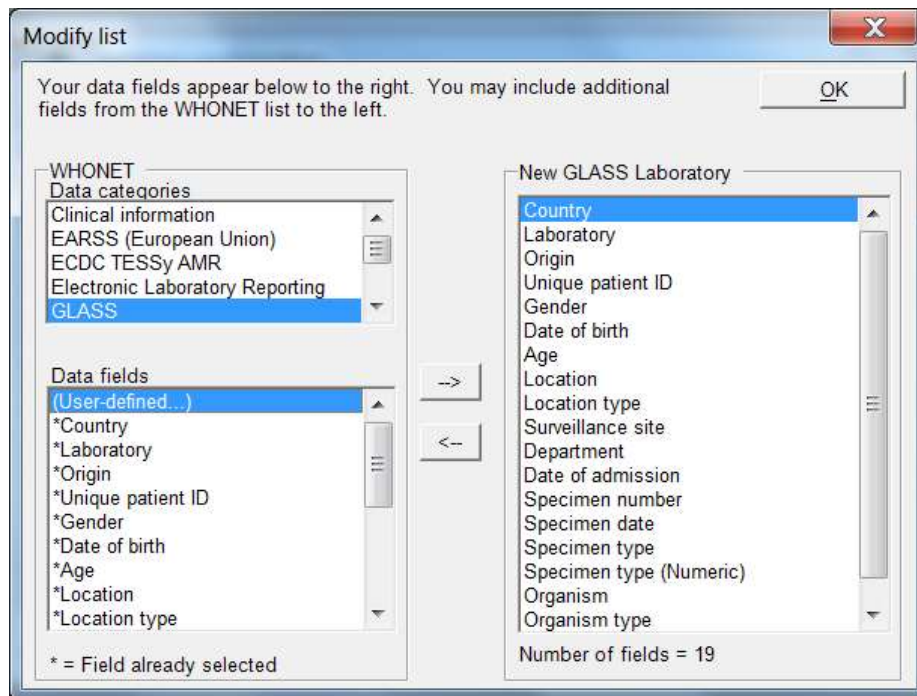 Modify list
Your data fields appear below to the right. You may include additional
fields from the WHONET list to the left.
OK
WHONET
Data categories
Clinical information
EARSS (European Union)
ECDC TESSy AMR
Electronic Laboratory Reporting
GLASS
Data fields
(User-defined...)
*Country
*Laboratory
*Origin
*Unique patient ID
*Gender
*Date of birth
*Age
*Location
*Location type
* = Field already selected
-->
<--
New GLASS Laboratory
Country
Laboratory
Origin
Unique patient ID
Gender
Date of birth
Age
Location
Location type
Surveillance site
Department
Date of admission
Specimen number
Specimen date
Specimen type
Specimen type (Numeric)
Organism
Organism type
Number of fields = 19